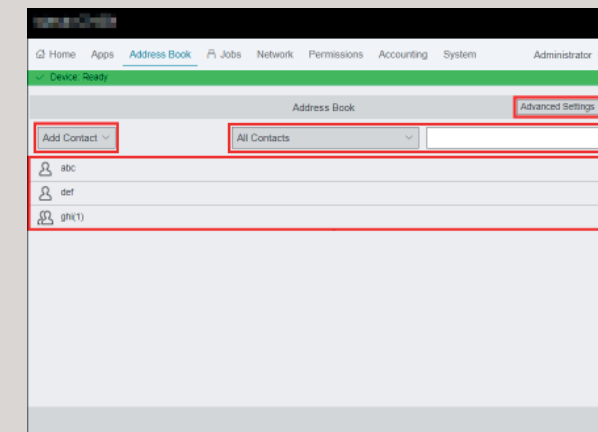 Home Apps Address Book Jobs Network Permissions Accounting System Administrator
Device: Ready
Address Book Advanced Settings
Add Contact All Contacts
abc
def
ghi(1)